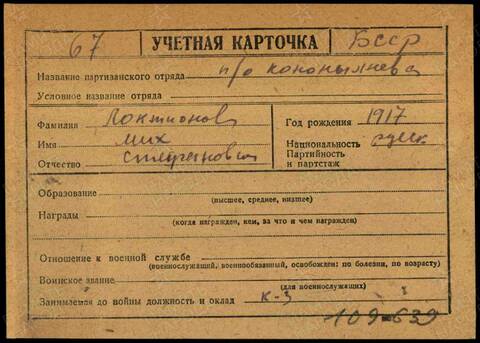 67 УЧЕТНАЯ КАРТОЧКА БССР
Название партизанского отряда п/о
Условное название отряда
Фамилия Локтионов
Год рождения 1917
Имя Мих
Национальность русск
Отчество Степанович
Партийность и партстаж
Образование
(высшее, среднее, низшее)
Награды
(когда награжден, кем, за что и чем награжден)
Отношение к военной службе
(военнослужащий, военнообязанный, освобожден: по болезни, по возрасту)
Воинское звание
(для военнослужащих)
Занимаемая до войны должность и оклад к-з
109-639